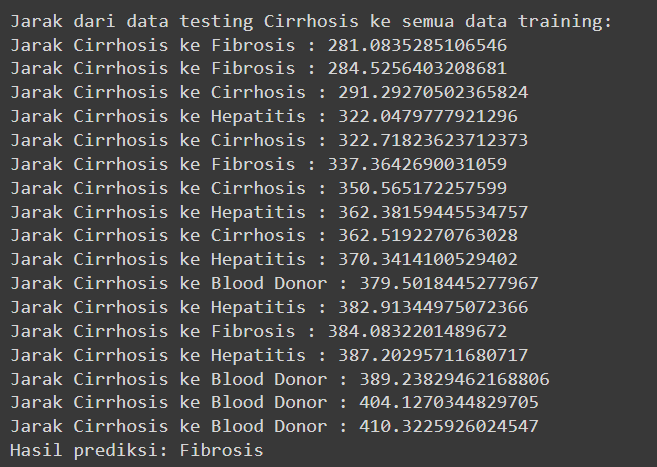 Jarak dari data testing Cirrhosis ke semua data training:
Jarak Cirrhosis ke Fibrosis : 281.0835285106546
Jarak Cirrhosis ke Fibrosis : 284.5256403208681
Jarak Cirrhosis ke Cirrhosis : 291.29270502365824
Jarak Cirrhosis ke Hepatitis : 322.0479777921296
Jarak Cirrhosis ke Cirrhosis : 322.71823623712373
Jarak Cirrhosis ke Fibrosis : 337.3642690031059
Jarak Cirrhosis ke Cirrhosis : 350.565172257599
Jarak Cirrhosis ke Hepatitis : 362.38159445534757
Jarak Cirrhosis ke Cirrhosis : 362.5192270763028
Jarak Cirrhosis ke Hepatitis : 370.3414100529402
Jarak Cirrhosis ke Blood Donor : 379.5018445277967
Jarak Cirrhosis ke Hepatitis : 382.91344975072366
Jarak Cirrhosis ke Fibrosis : 384.0832201489672
Jarak Cirrhosis ke Hepatitis : 387.20295711680717
Jarak Cirrhosis ke Blood Donor : 389.23829462168806
Jarak Cirrhosis ke Blood Donor : 404.1270344829705
Jarak Cirrhosis ke Blood Donor : 410.3225926024547
Hasil prediksi: Fibrosis